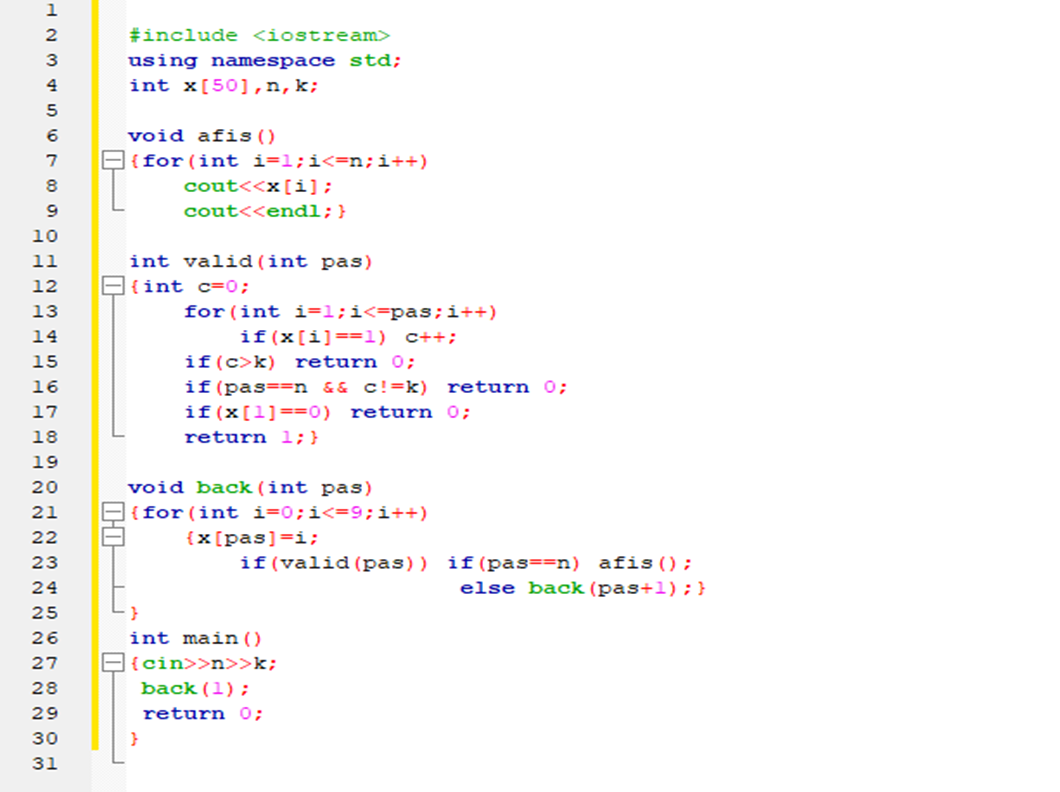 1
2 #include <iostream>
3 using namespace std;
4 int x[50],n,k;
5
6 void afis()
7 {for(int i=1;i<=n;i++)
8 cout<<x[i];
9 cout<<endl;}
10
11 int valid(int pas)
12 {int c=0;
13 for(int i=1;i<=pas;i++)
14 if(x[i]==1) c++;
15 if(c>k) return 0;
16 if(pas==n && c!=k) return 0;
17 if(x[1]==0) return 0;
18 return 1;}
19
20 void back(int pas)
21 {for(int i=0;i<=9;i++)
22 {x[pas]=i;
23 if(valid(pas)) if(pas==n) afis();
24 else back(pas+1);}
25 }
26 int main()
27 {cin>>n>>k;
28 back(1);
29 return 0;
30 }
31